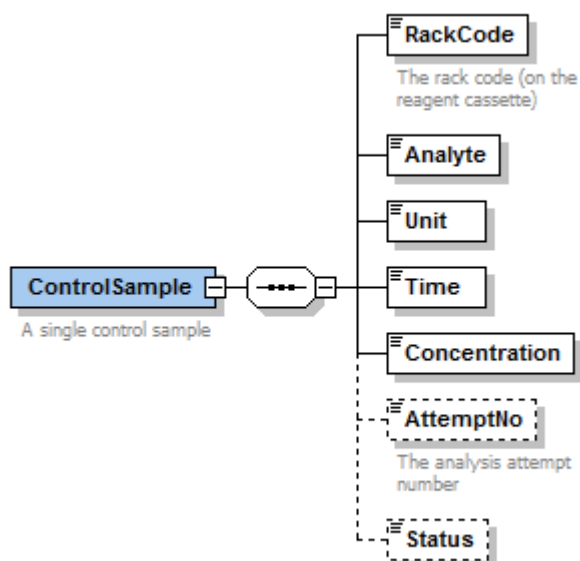 RackCode
The rack code (on the
reagent cassette)
Analyte
Unit
ControlSample
A single control sample
Time
Concentration
AttemptNo
The analysis attempt
number
Status